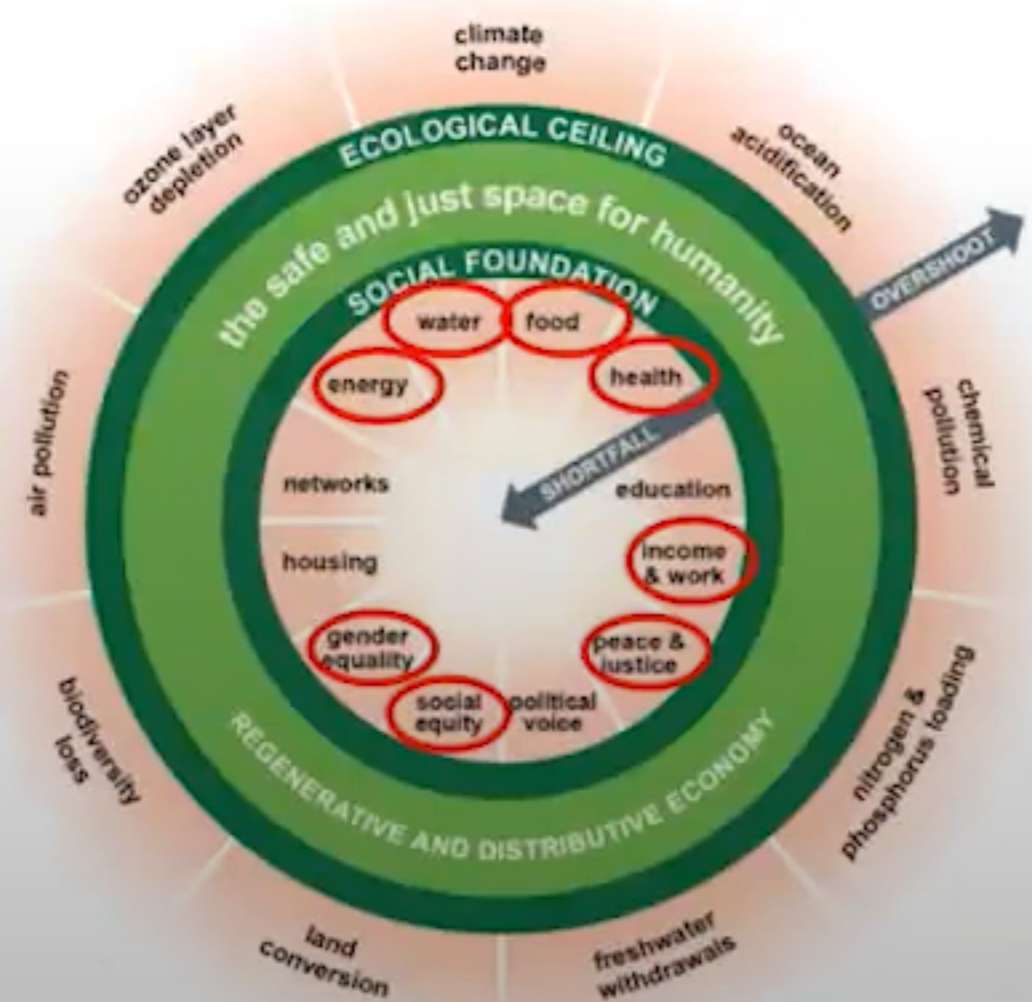 climate
change
ozone layer
depletion
ocean
acidification
ECOLOGICAL CEILING
the safe and just space for humanity
OVERSHOOT
SOCIAL FOUNDATION
water
food
energy
health
air pollution
chemical
pollution
SHORTFALL
networks
education
housing
income
& work
gender
equality
peace &
justice
social
equity
political
voice
biodiversity
loss
nitrogen &
phosphorus loading
REGENERATIVE AND DISTRIBUTIVE ECONOMY
land
conversion
freshwater
withdrawals